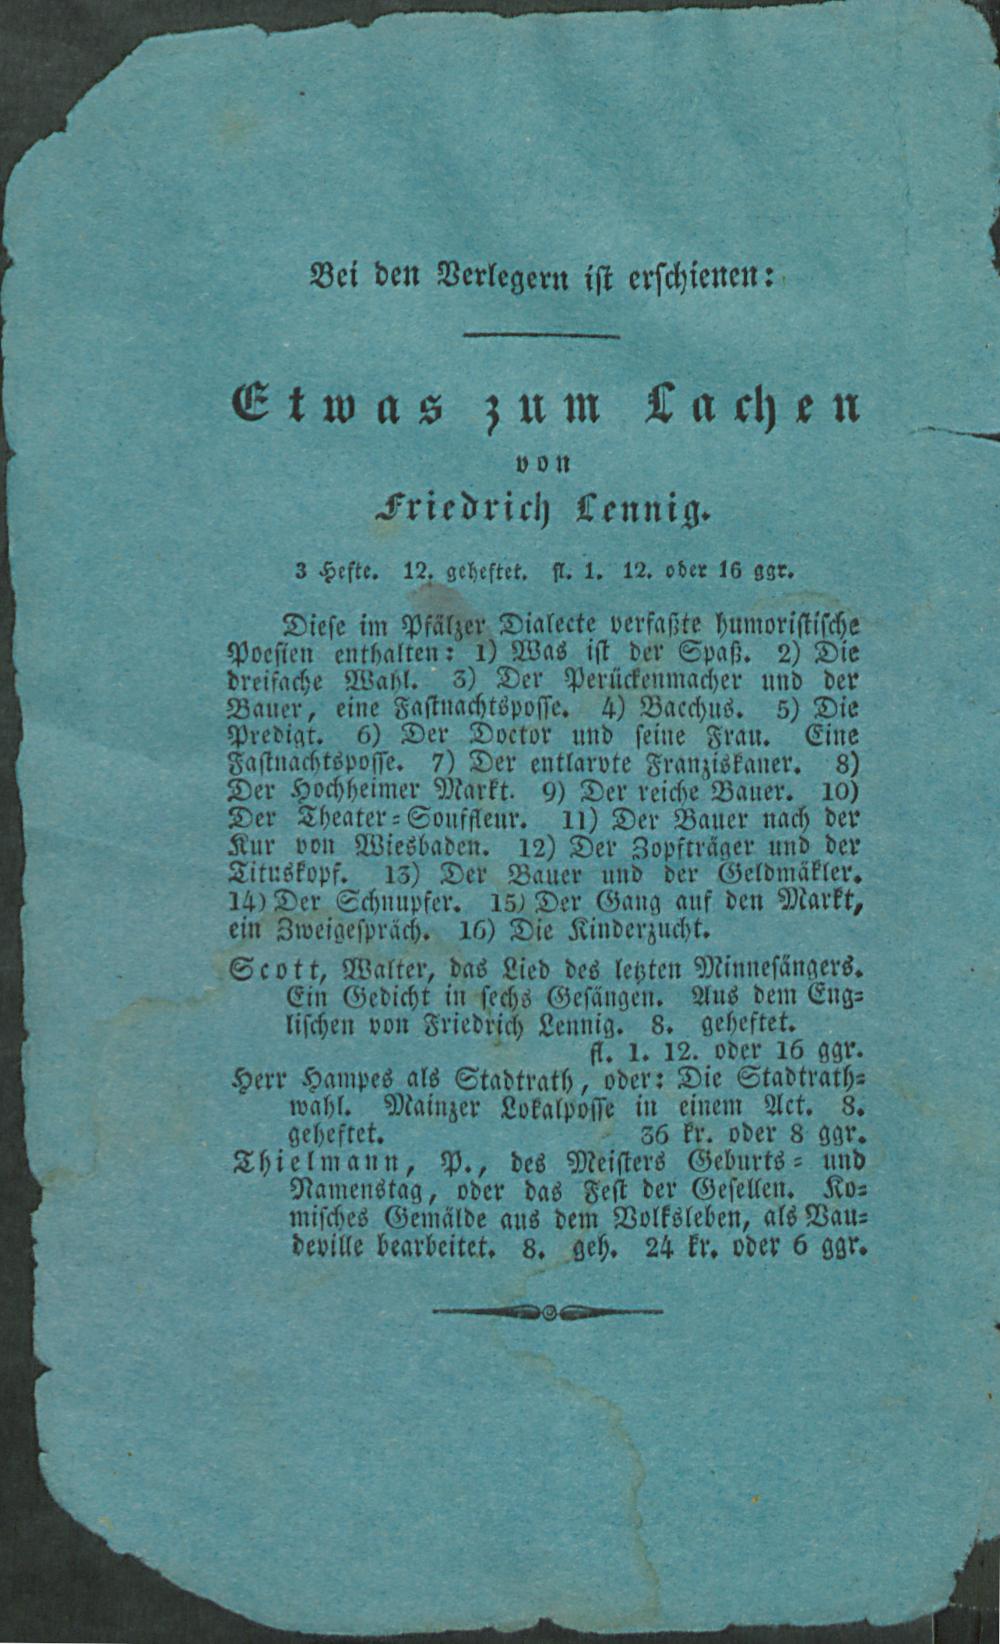 Bei den Verlegern ist erschienen:
Etwas zum Lachen
von
Friedrich Lennig.
3 Hefte. 12. geheftet. fl. 1. 12. oder 16 ggr.
Diese im Pfälzer Dialecte verfaßte humoristische
Poesien enthalten: 1) Was ist der Spaß. 2) Die
dreifache Wahl. 3) Der Perückenmacher und der
Bauer, eine Fastnachtsposse. 4) Bacchus. 5) Die
Predigt. 6) Der Doctor und seine Frau. Eine
Fastnachtsposse. 7) Der entlarvte Franziskaner. 8)
Der Hochheimer Markt. 9) Der reiche Bauer. 10)
Der Theater=Souffleur. 11) Der Bauer nach der
Kur von Wiesbaden. 12) Der Zopfträger und der
Tituskopf. 13) Der Bauer und der Geldmäkler.
14) Der Schnupfer. 15) Der Gang auf den Markt,
ein Zweigespräch. 16) Die Kinderzucht.
Scott, Walter, das Lied des letzten Minnesängers.
Ein Gedicht in sechs Gesängen. Aus dem Eng=
lischen von Friedrich Lennig. 8. geheftet.
fl. 1. 12. oder 16 ggr.
Herr Hampes als Stadtrath, oder: Die Stadtrath=
wahl. Mainzer Lokalposse in einem Act. 8.
geheftet. 36 kr. oder 8 ggr.
Thielmann, P., des Meisters Geburts= und
Namenstag, oder das Fest der Gesellen. Ko=
misches Gemälde aus dem Volksleben, als Vau=
deville bearbeitet. 8. geh. 24 kr. oder 6 ggr.